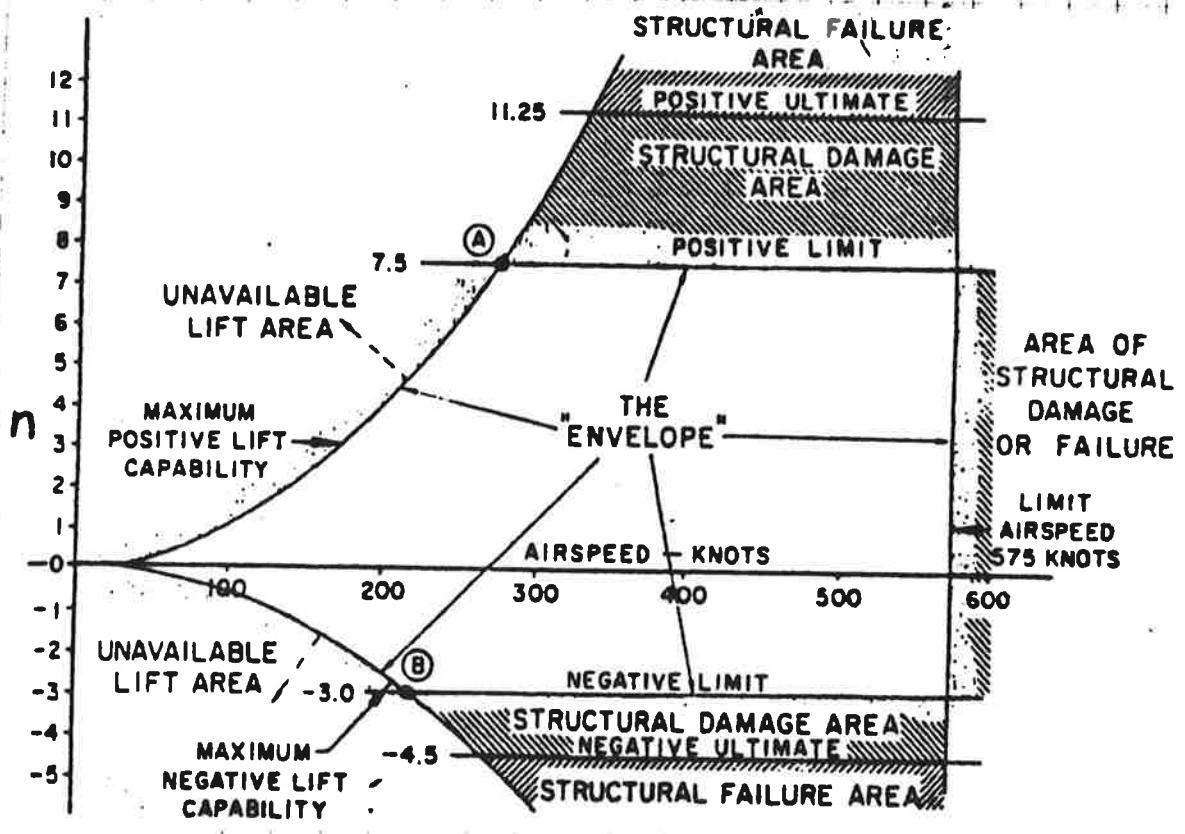 STRUCTURAL FAILURE
AREA
12
POSITIVE ULTIMATE
11.25
11
10
STRUCTURAL DAMAGE
AREA
9
8
A
POSITIVE LIMIT
7.5
7
UNAVAILABLE
LIFT AREA
6
5
AREA OF
STRUCTURAL
DAMAGE
OR FAILURE
4
n
MAXIMUM
POSITIVE LIFT
CAPABILITY
THE
"ENVELOPE"
3
2
1
LIMIT
AIRSPEED
575 KNOTS
AIRSPEED - KNOTS
0
100
200
300
400
500
600
-1
-2
UNAVAILABLE
LIFT AREA
B
-3
-3.0
NEGATIVE LIMIT
-4
STRUCTURAL DAMAGE AREA
NEGATIVE ULTIMATE
-4.5
-5
MAXIMUM
NEGATIVE LIFT
CAPABILITY
STRUCTURAL FAILURE AREA